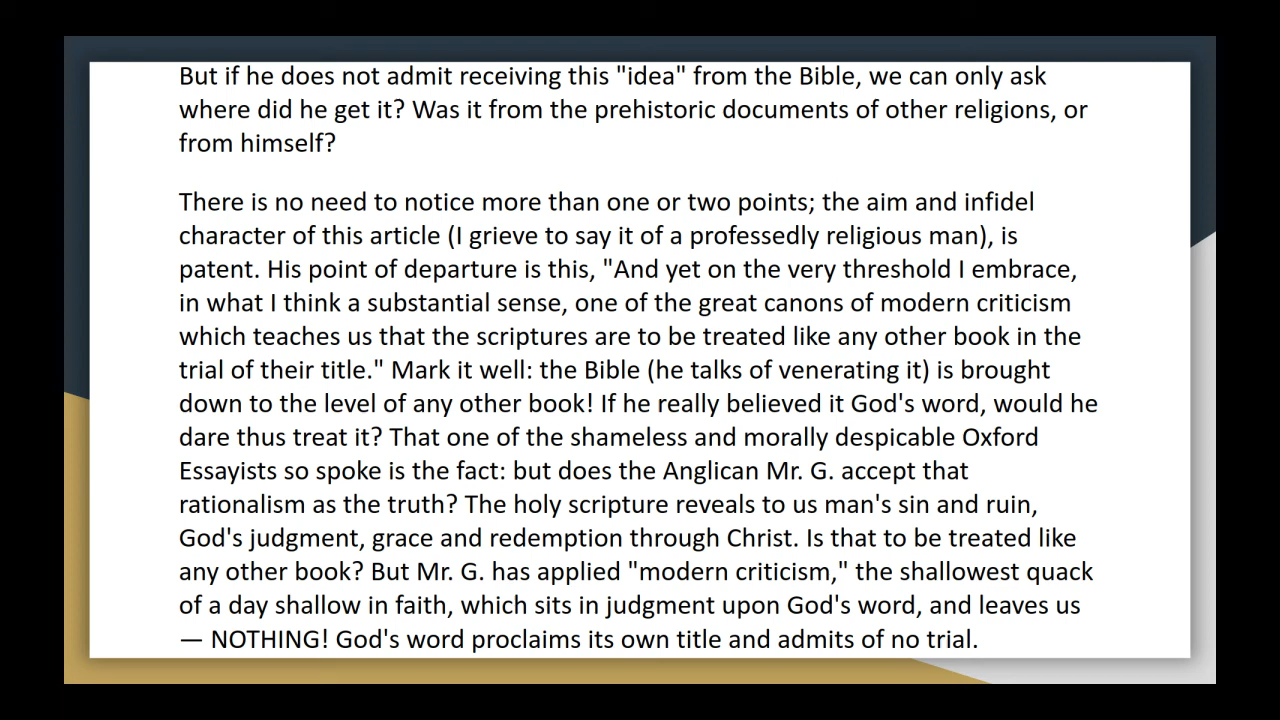 But if he does not admit receiving this "idea" from the Bible, we can only ask
where did he get it? Was it from the prehistoric documents of other religions, or
from himself?
There is no need to notice more than one or two points; the aim and infidel
character of this article (I grieve to say it of a professedly religious man), is
patent. His point of departure is this, "And yet on the very threshold I embrace,
in what I think a substantial sense, one of the great canons of modern criticism
which teaches us that the scriptures are to be treated like any other book in the
trial of their title." Mark it well: the Bible (he talks of venerating it) is brought
down to the level of any other book! If he really believed it God's word, would he
dare thus treat it? That one of the shameless and morally despicable Oxford
Essayists so spoke is the fact: but does the Anglican Mr. G. accept that
rationalism as the truth? The holy scripture reveals to us man's sin and ruin,
God's judgment, grace and redemption through Christ. Is that to be treated like
any other book? But Mr. G. has applied "modern criticism," the shallowest quack
of a day shallow in faith, which sits in judgment upon God's word, and leaves us
— NOTHING! God's word proclaims its own title and admits of no trial.